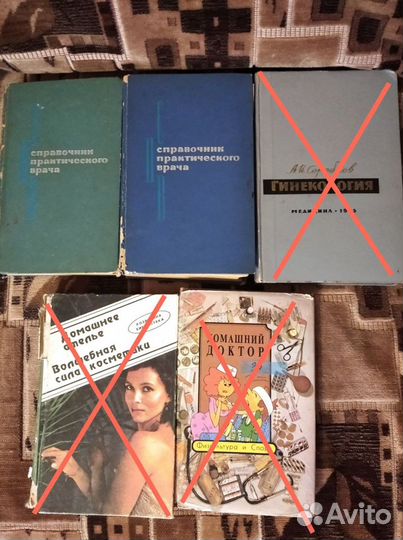 справочник
практического
врача
справочник
практического
врача
ГИНЕКОЛОГИЯ
МЕДИЦИНА
Домашнее
ателье
Волшебная
сила косметики
ДОМАШНИЙ
ДОКТОР
Физкультура и Спорт
Avito